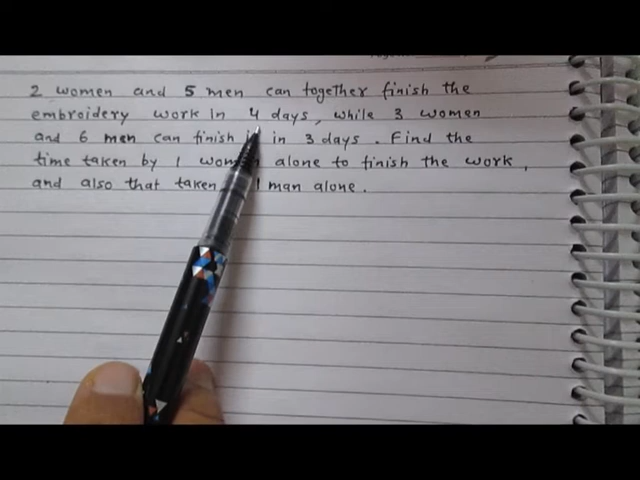 2 women and 5 men can together finish the
embroidery work in 4 days, while 3 women
and 6 men can finish in 3 days. Find the
time taken by 1 woman alone to finish the work,
and also that taken 1 man alone.